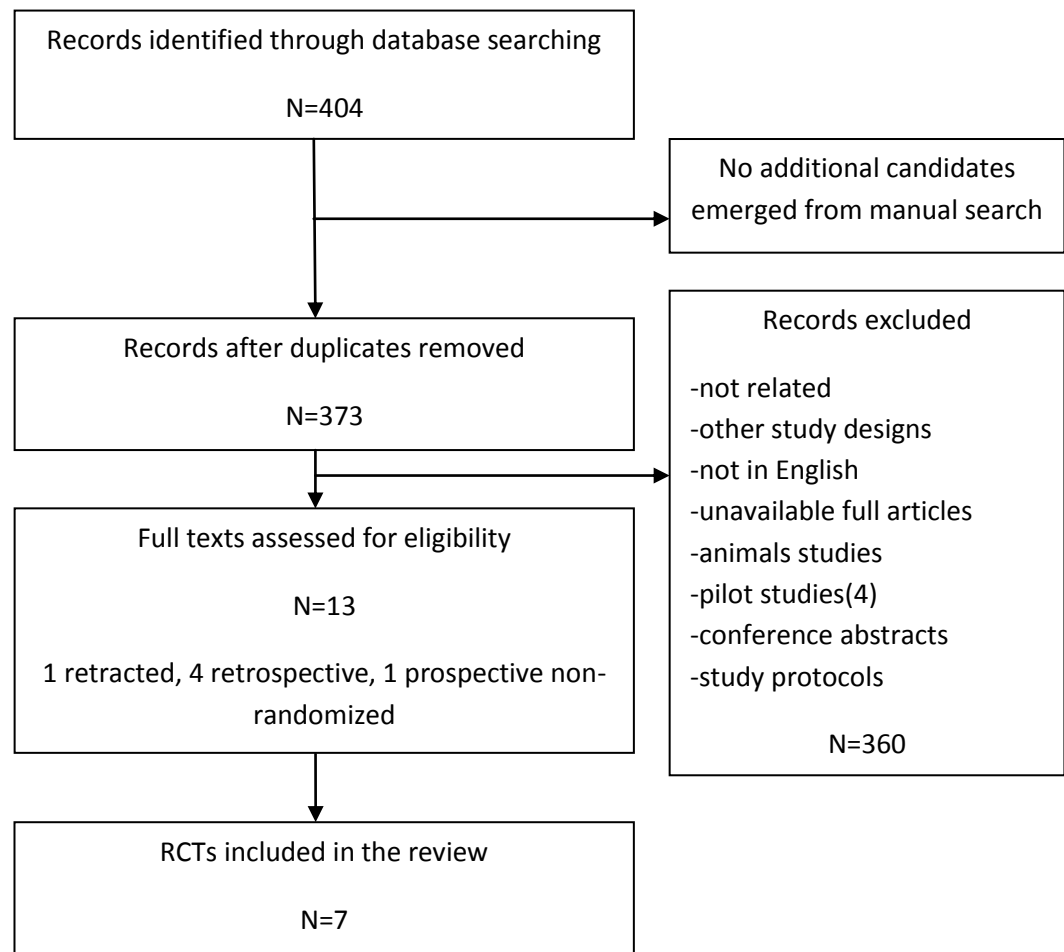 Records identified through database searching
N=404
No additional candidates
emerged from manual search
Records after duplicates removed
N=373
Records excluded
-not related
-other study designs
-not in English
-unavailable full articles
-animals studies
-pilot studies(4)
-conference abstracts
-study protocols
N=360
Full texts assessed for eligibility
N=13
1 retracted, 4 retrospective, 1 prospective non-
randomized
RCTs included in the review
N=7